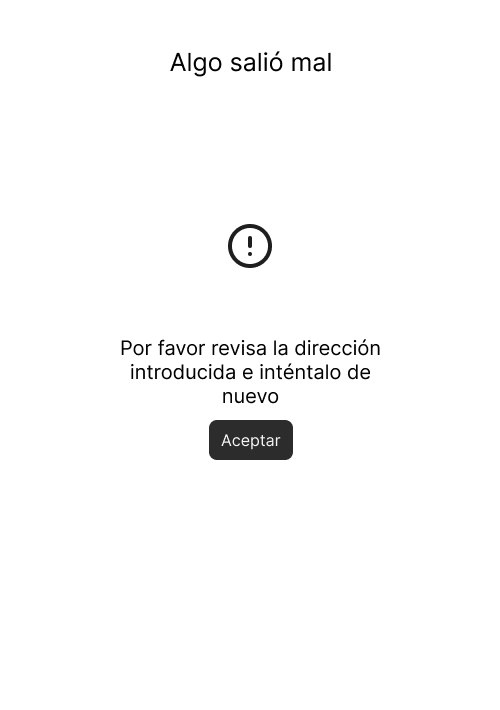 Algo salió mal
Por favor revisa la dirección
introducida e inténtalo de
nuevo
Aceptar